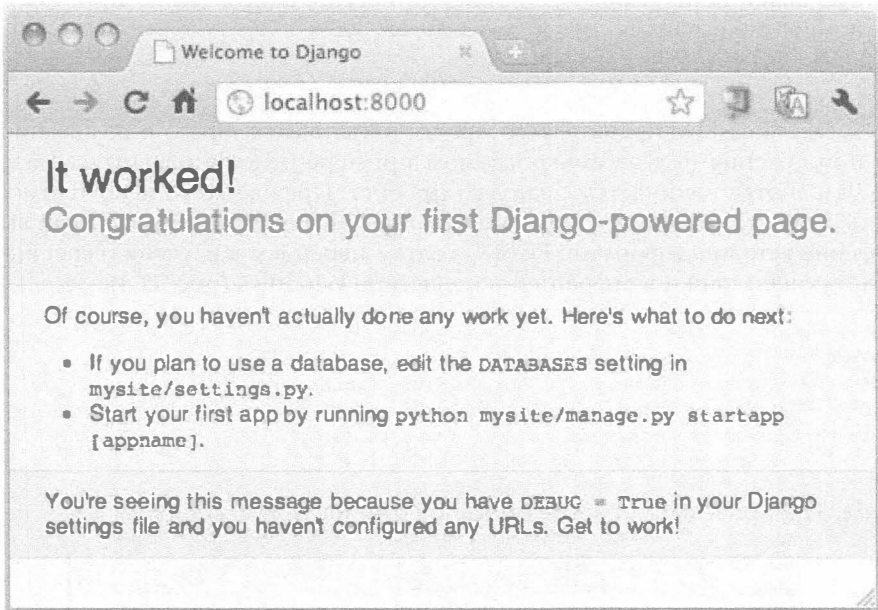 Welcome to Django
localhost:8000
It worked!
Congratulations on your first Django-powered page.
Of course, you haven't actually done any work yet. Here's what to do next:
• If you plan to use a database, edit the DATABASES setting in
mysite/settings.py.
• Start your first app by running python mysite/manage.py startapp
[appname].
You're seeing this message because you have DEBUG = True in your Django
settings file and you haven't configured any URLs. Get to work!